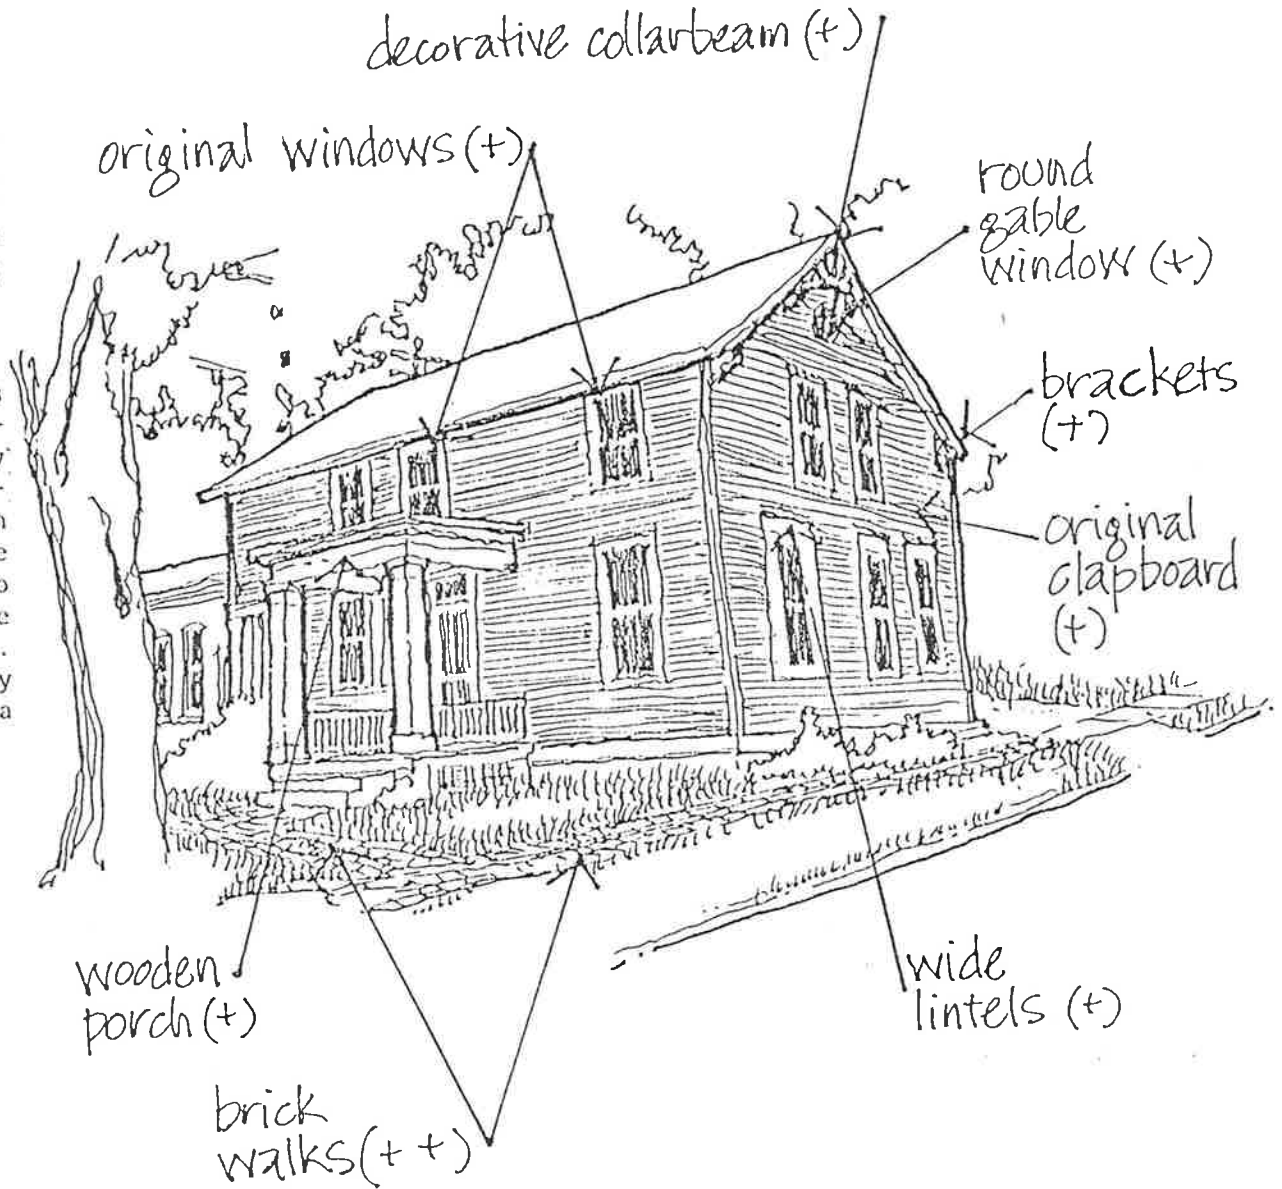 decorative collarbeam (+)
original windows (+)
round
gable
window (+)
brackets
(+)
original
clapboard
(+)
wooden
porch (+)
wide
lintels (+)
brick
walks (++)